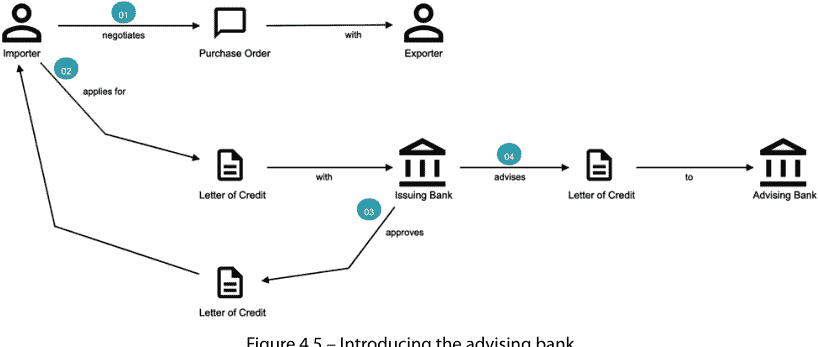 01
negotiates
with
Importer
Purchase Order
Exporter
02
applies for
04
with
advises
to
Letter of Credit
Issuing Bank
Letter of Credit
Advising Bank
03
approves
Letter of Credit
Figure 4.5 – Introducing the advising bank